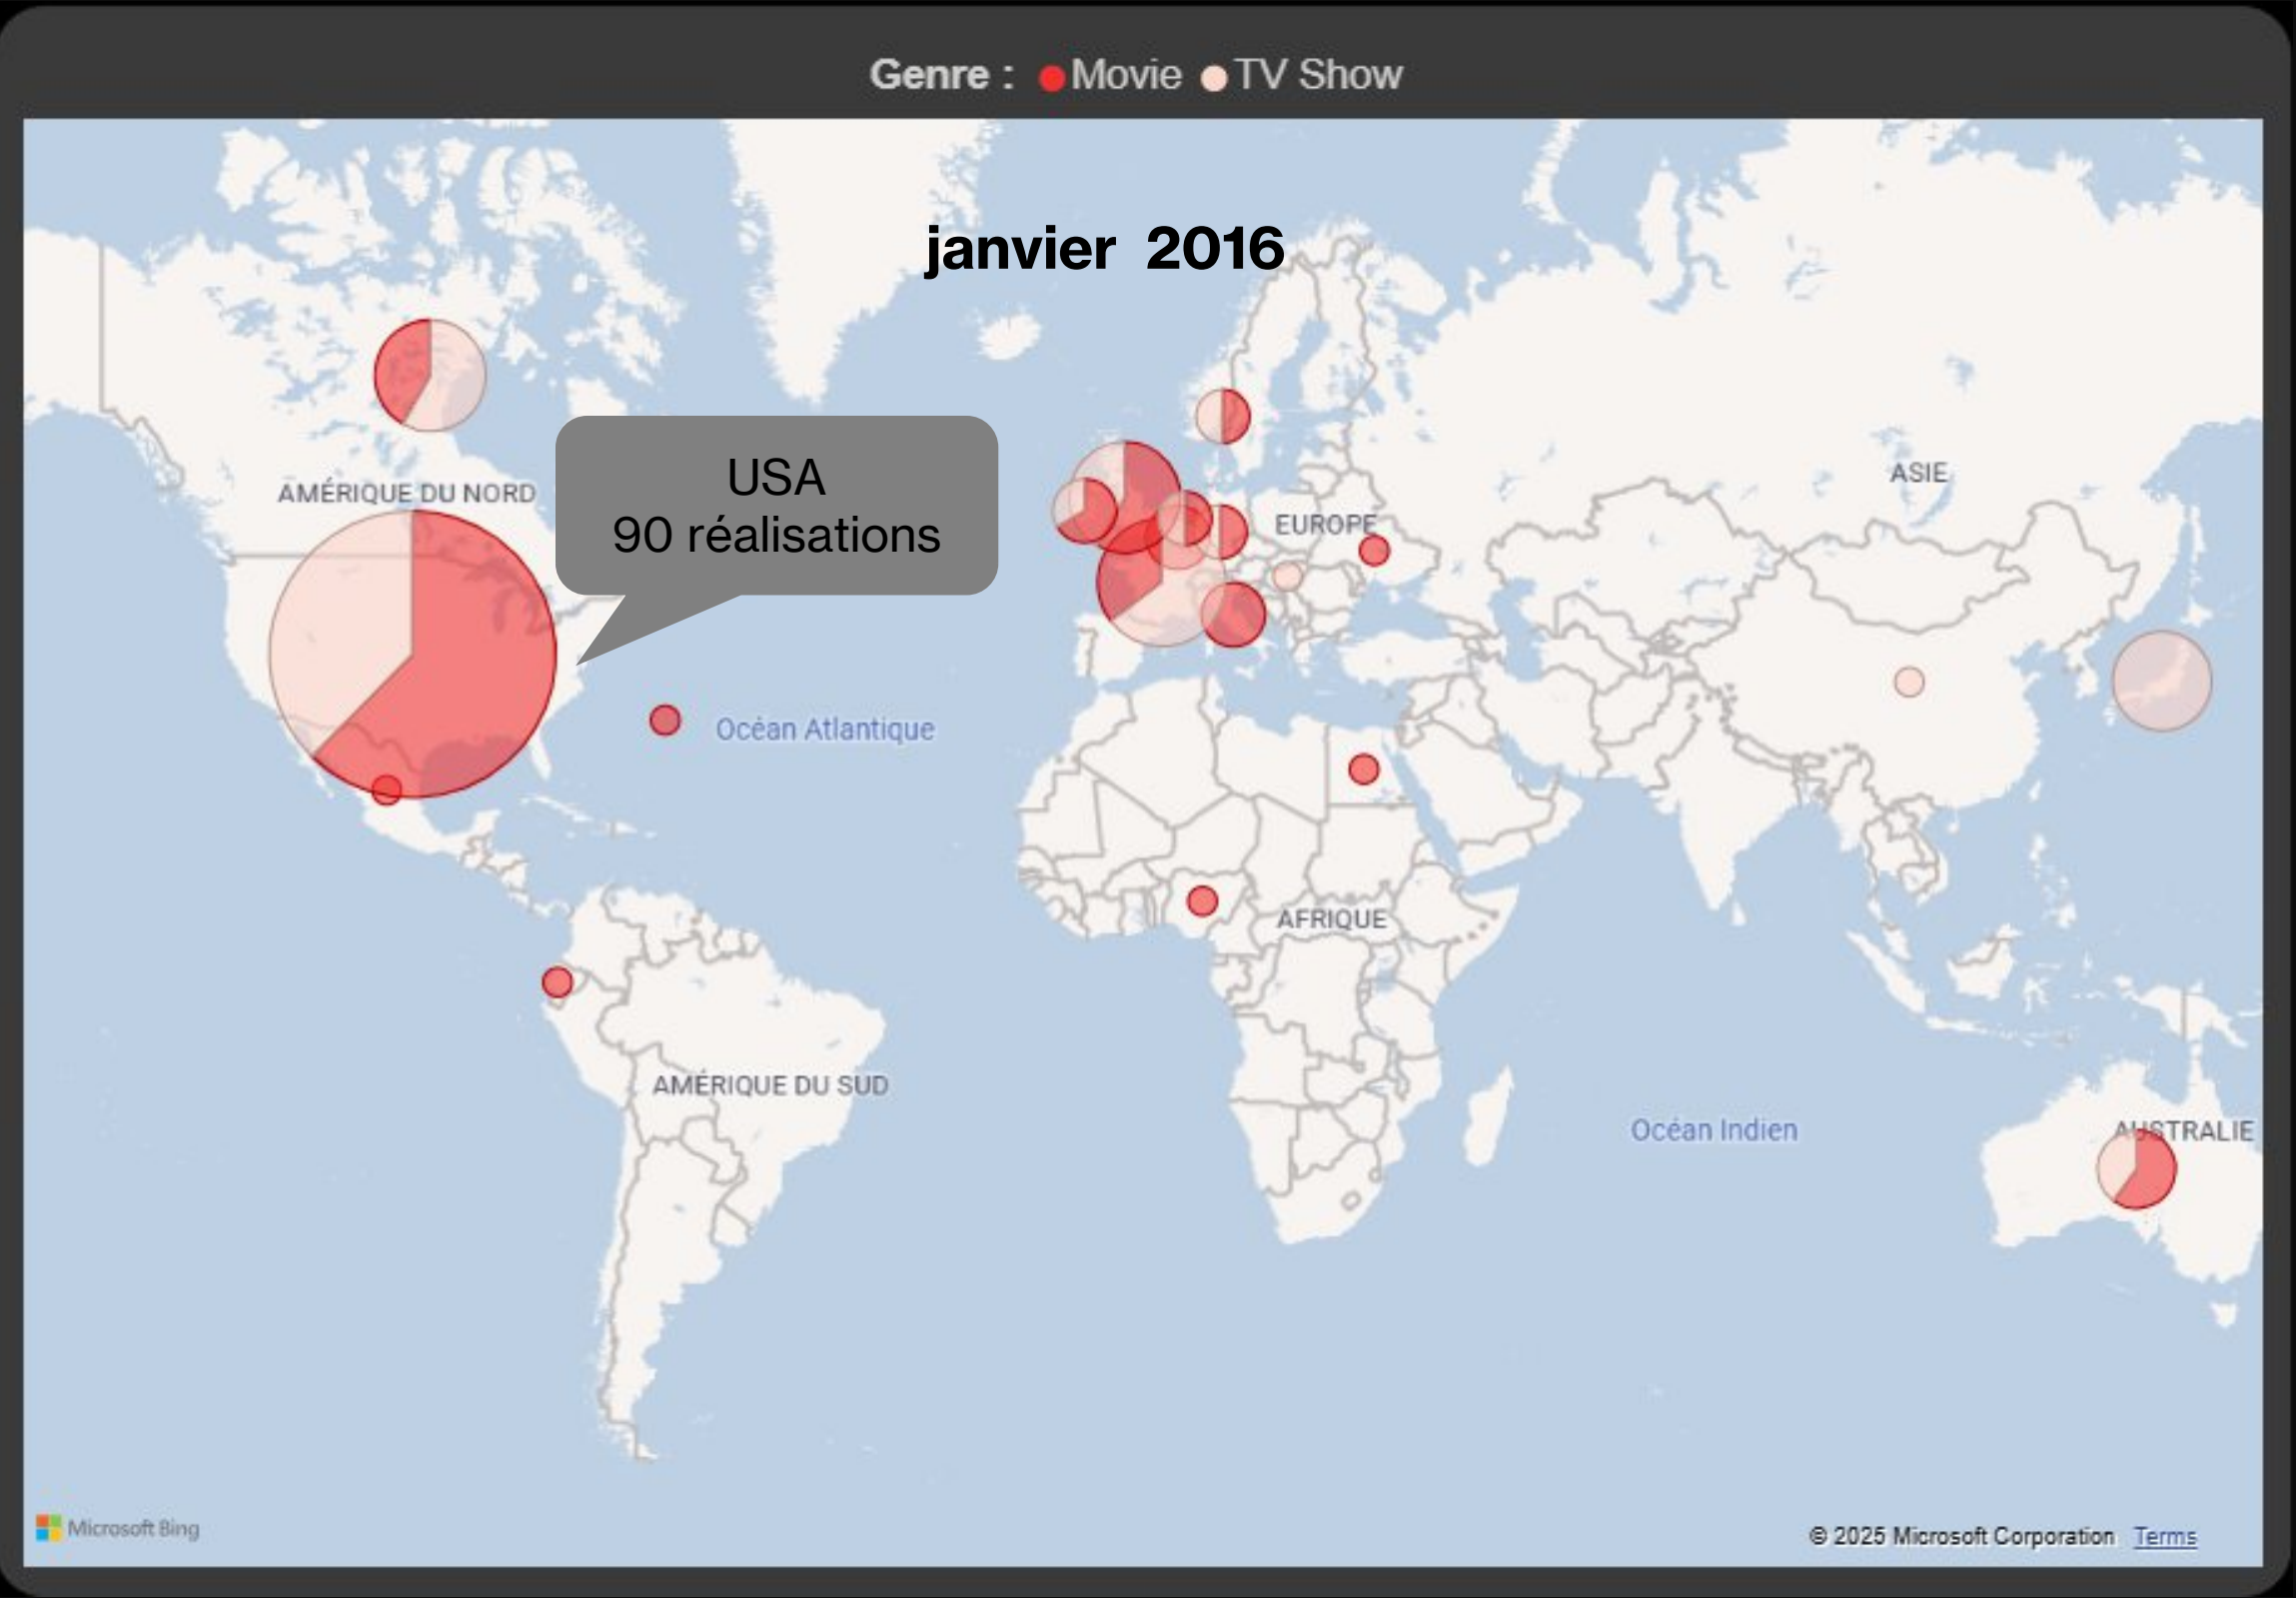 Genre : Movie TV Show
janvier 2016
ASIE
AMÉRIQUE DU NORD
USA
90 réalisations
EUROPE
Océan Atlantique
AFRIQUE
AMÉRIQUE DU SUD
Océan Indien
AUSTRALIE
Microsoft Bing
© 2025 Microsoft Corporation Terms